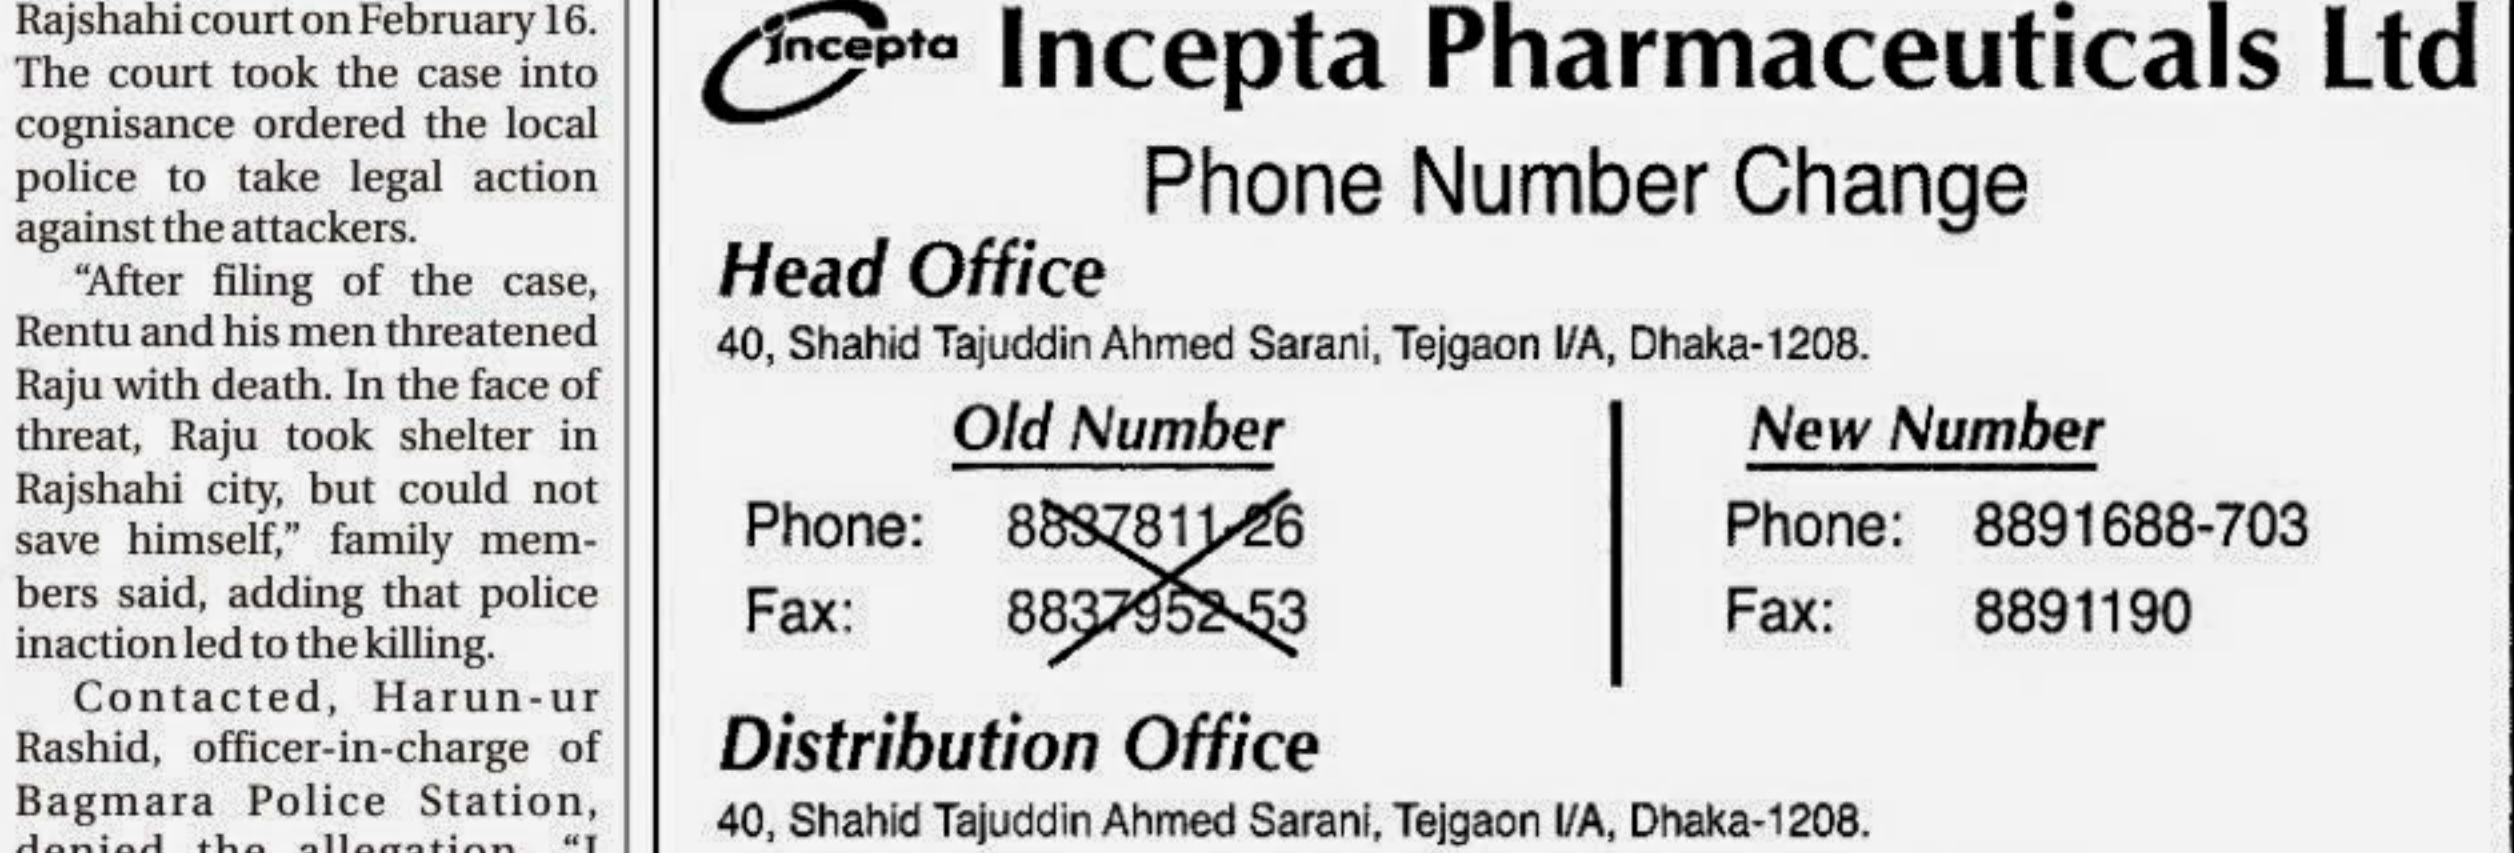 Rajshahi court on February 16.
The court took the case into
cognisance ordered the local
police to take legal action
against the attackers.
“After filing of the case,
Rentu and his men threatened
Raju with death. In the face of
threat, Raju took shelter in
Rajshahi city, but could not
save himself,” family mem-
bers said, adding that police
inaction led to the killing.
Contacted, Harun-ur
Rashid, officer-in-charge of
Bagmara Police Station,
denied the allegation. “I
incepta Incepta Pharmaceuticals Ltd
Phone Number Change
Head Office
40, Shahid Tajuddin Ahmed Sarani, Tejgaon I/A, Dhaka-1208.
Old Number
Phone: 8837811-26
Fax: 8837952-53
New Number
Phone: 8891688-703
Fax: 8891190
Distribution Office
40, Shahid Tajuddin Ahmed Sarani, Tejgaon I/A, Dhaka-1208.